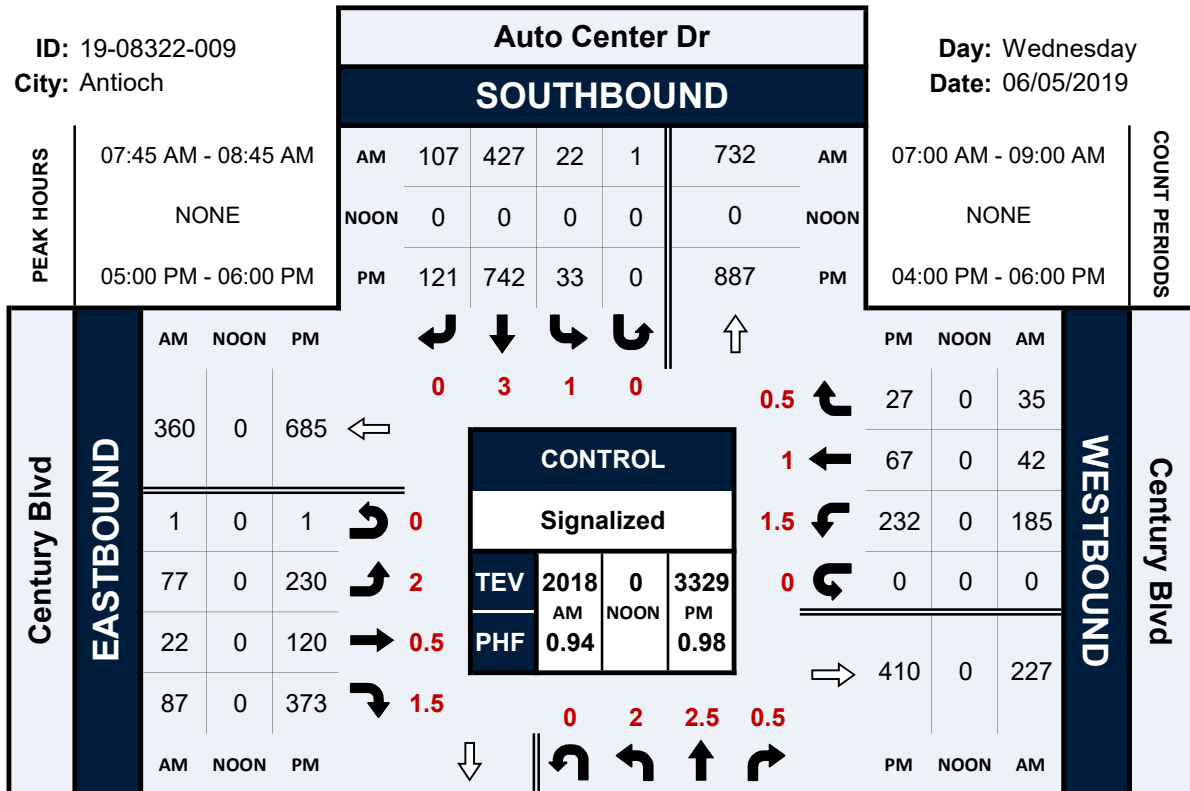 ID: 19-08322-009
City: Antioch
Auto Center Dr
SOUTHBOUND
Day: Wednesday
Date: 06/05/2019
PEAK HOURS
07:45 AM - 08:45 AM
NONE
05:00 PM - 06:00 PM
AM 107 427 22 1 732 AM
NOON 0 0 0 0 0 NOON
PM 121 742 33 0 887 PM
07:00 AM - 09:00 AM
NONE
04:00 PM - 06:00 PM
COUNT PERIODS
0 3 1 0
Century Blvd
EASTBOUND
AM NOON PM
360 0 685
1 0 1 0
77 0 230 2
22 0 120 0.5
87 0 373 1.5
AM NOON PM
CONTROL
Signalized
TEV 2018 0 3329
AM NOON PM
PHF 0.94 0.98
0 2 2.5 0.5
PM NOON AM
0.5 27 0 35
1 67 0 42
1.5 232 0 185
0 0 0 0
410 0 227
PM NOON AM
WESTBOUND
Century Blvd